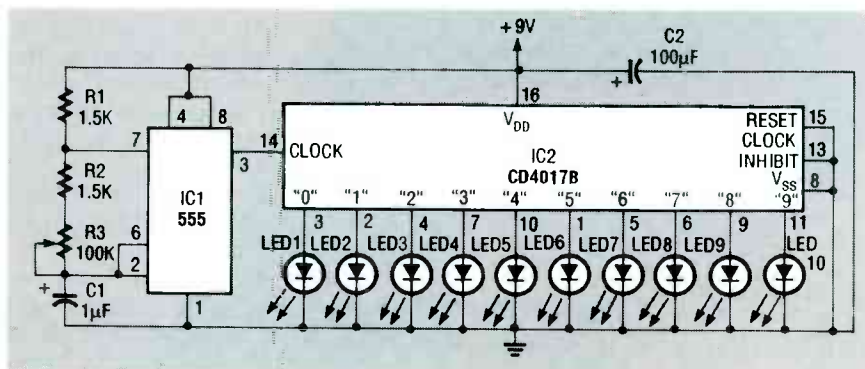 +9V
C2
100µF
+
R1
1.5K
4 8
16
V_DD
RESET 15
7
14
CLOCK
CLOCK
INHIBIT 13
3
R2
1.5K
IC1
555
IC2
CD4017B
V_SS 8
"0" "1" "2" "3" "4" "5" "6" "7" "8" "9"
3 2 4 7 10 1 5 6 9 11
R3
100K
6
2
LED1 LED2 LED3 LED4 LED5 LED6 LED7 LED8 LED9 LED
10
+
C1
1µF
1